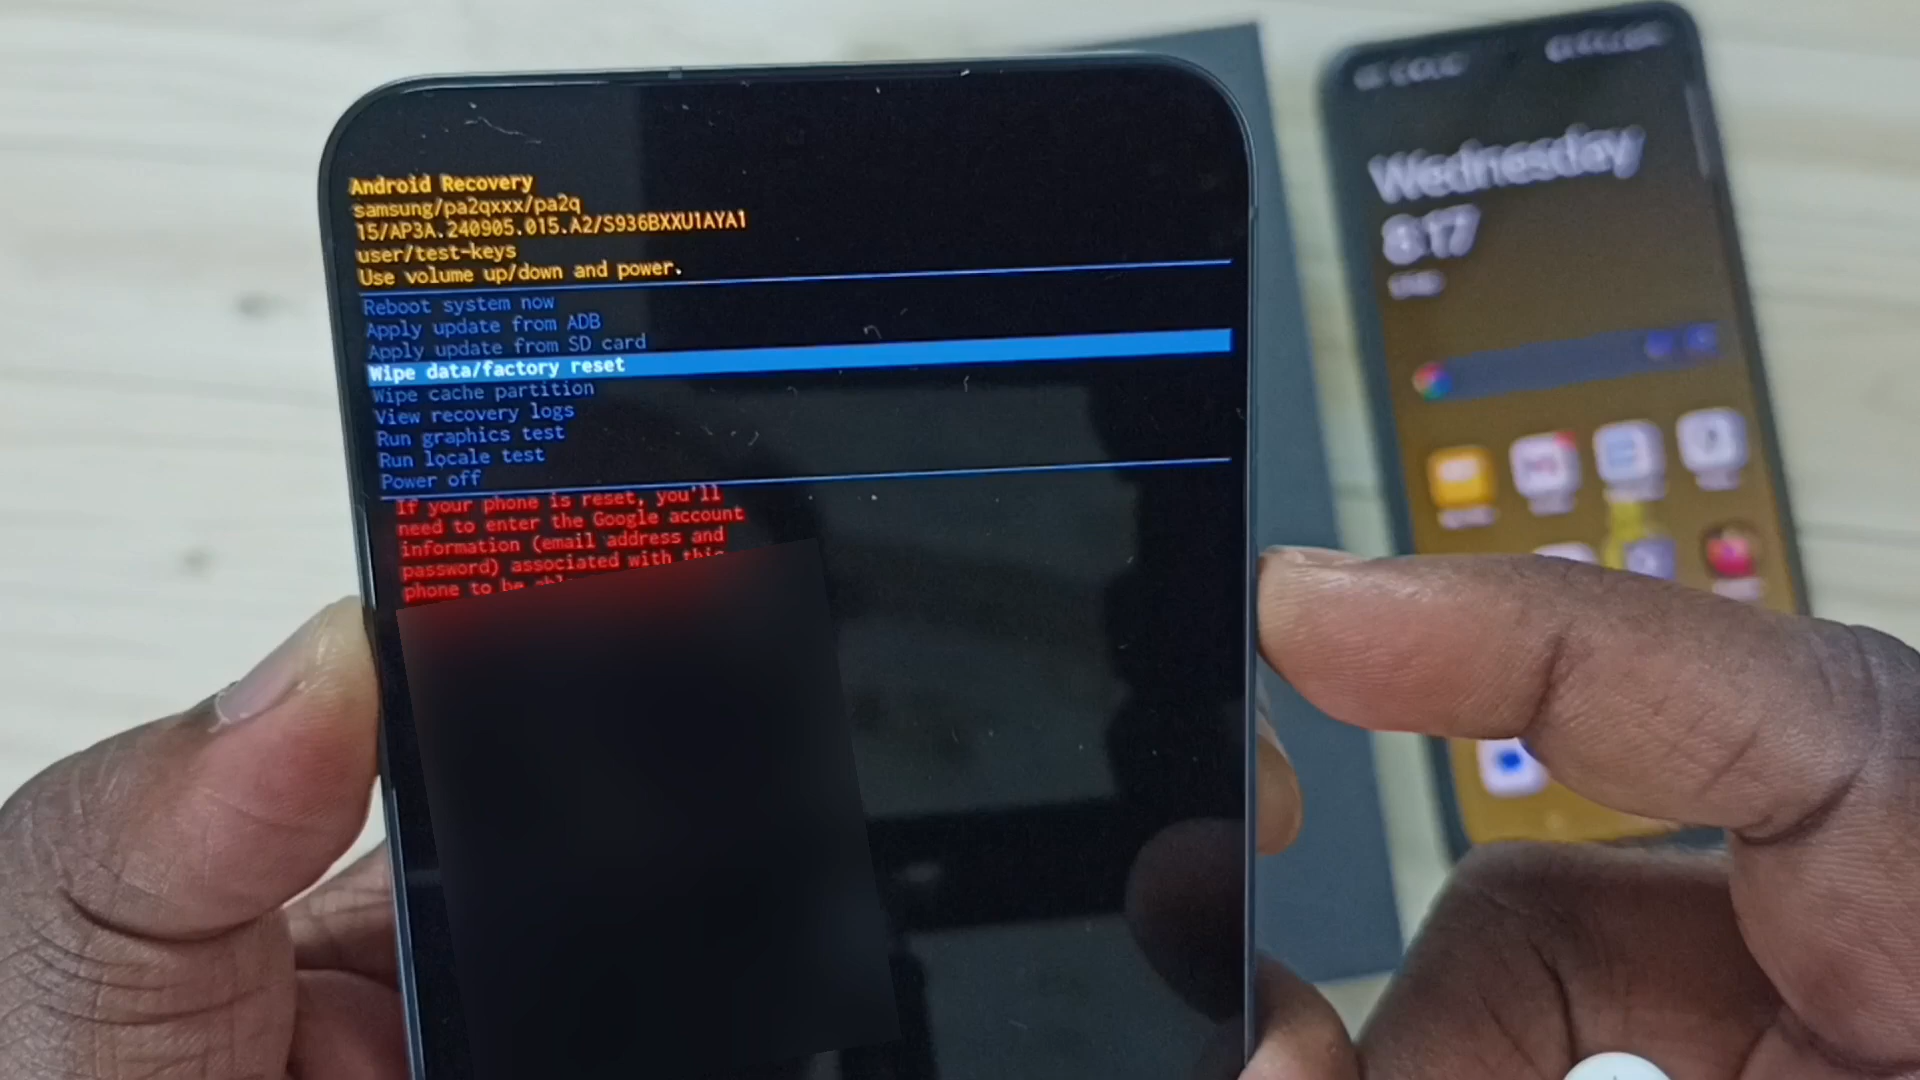 Android Recovery
samsung/pa2qxxx/pa2q
15/AP3A.240905.015.A2/S936BXXU1AYA1
user/test-keys
Use volume up/down and power.
Reboot system now
Apply update from ADB
Apply update from SD card
Wipe data/factory reset
Wipe cache partition
View recovery logs
Run graphics test
Run locale test
Power off
If your phone is reset, you'll
need to enter the Google account
information (email address and
password) associated with this
phone to be
Wednesday
8:17